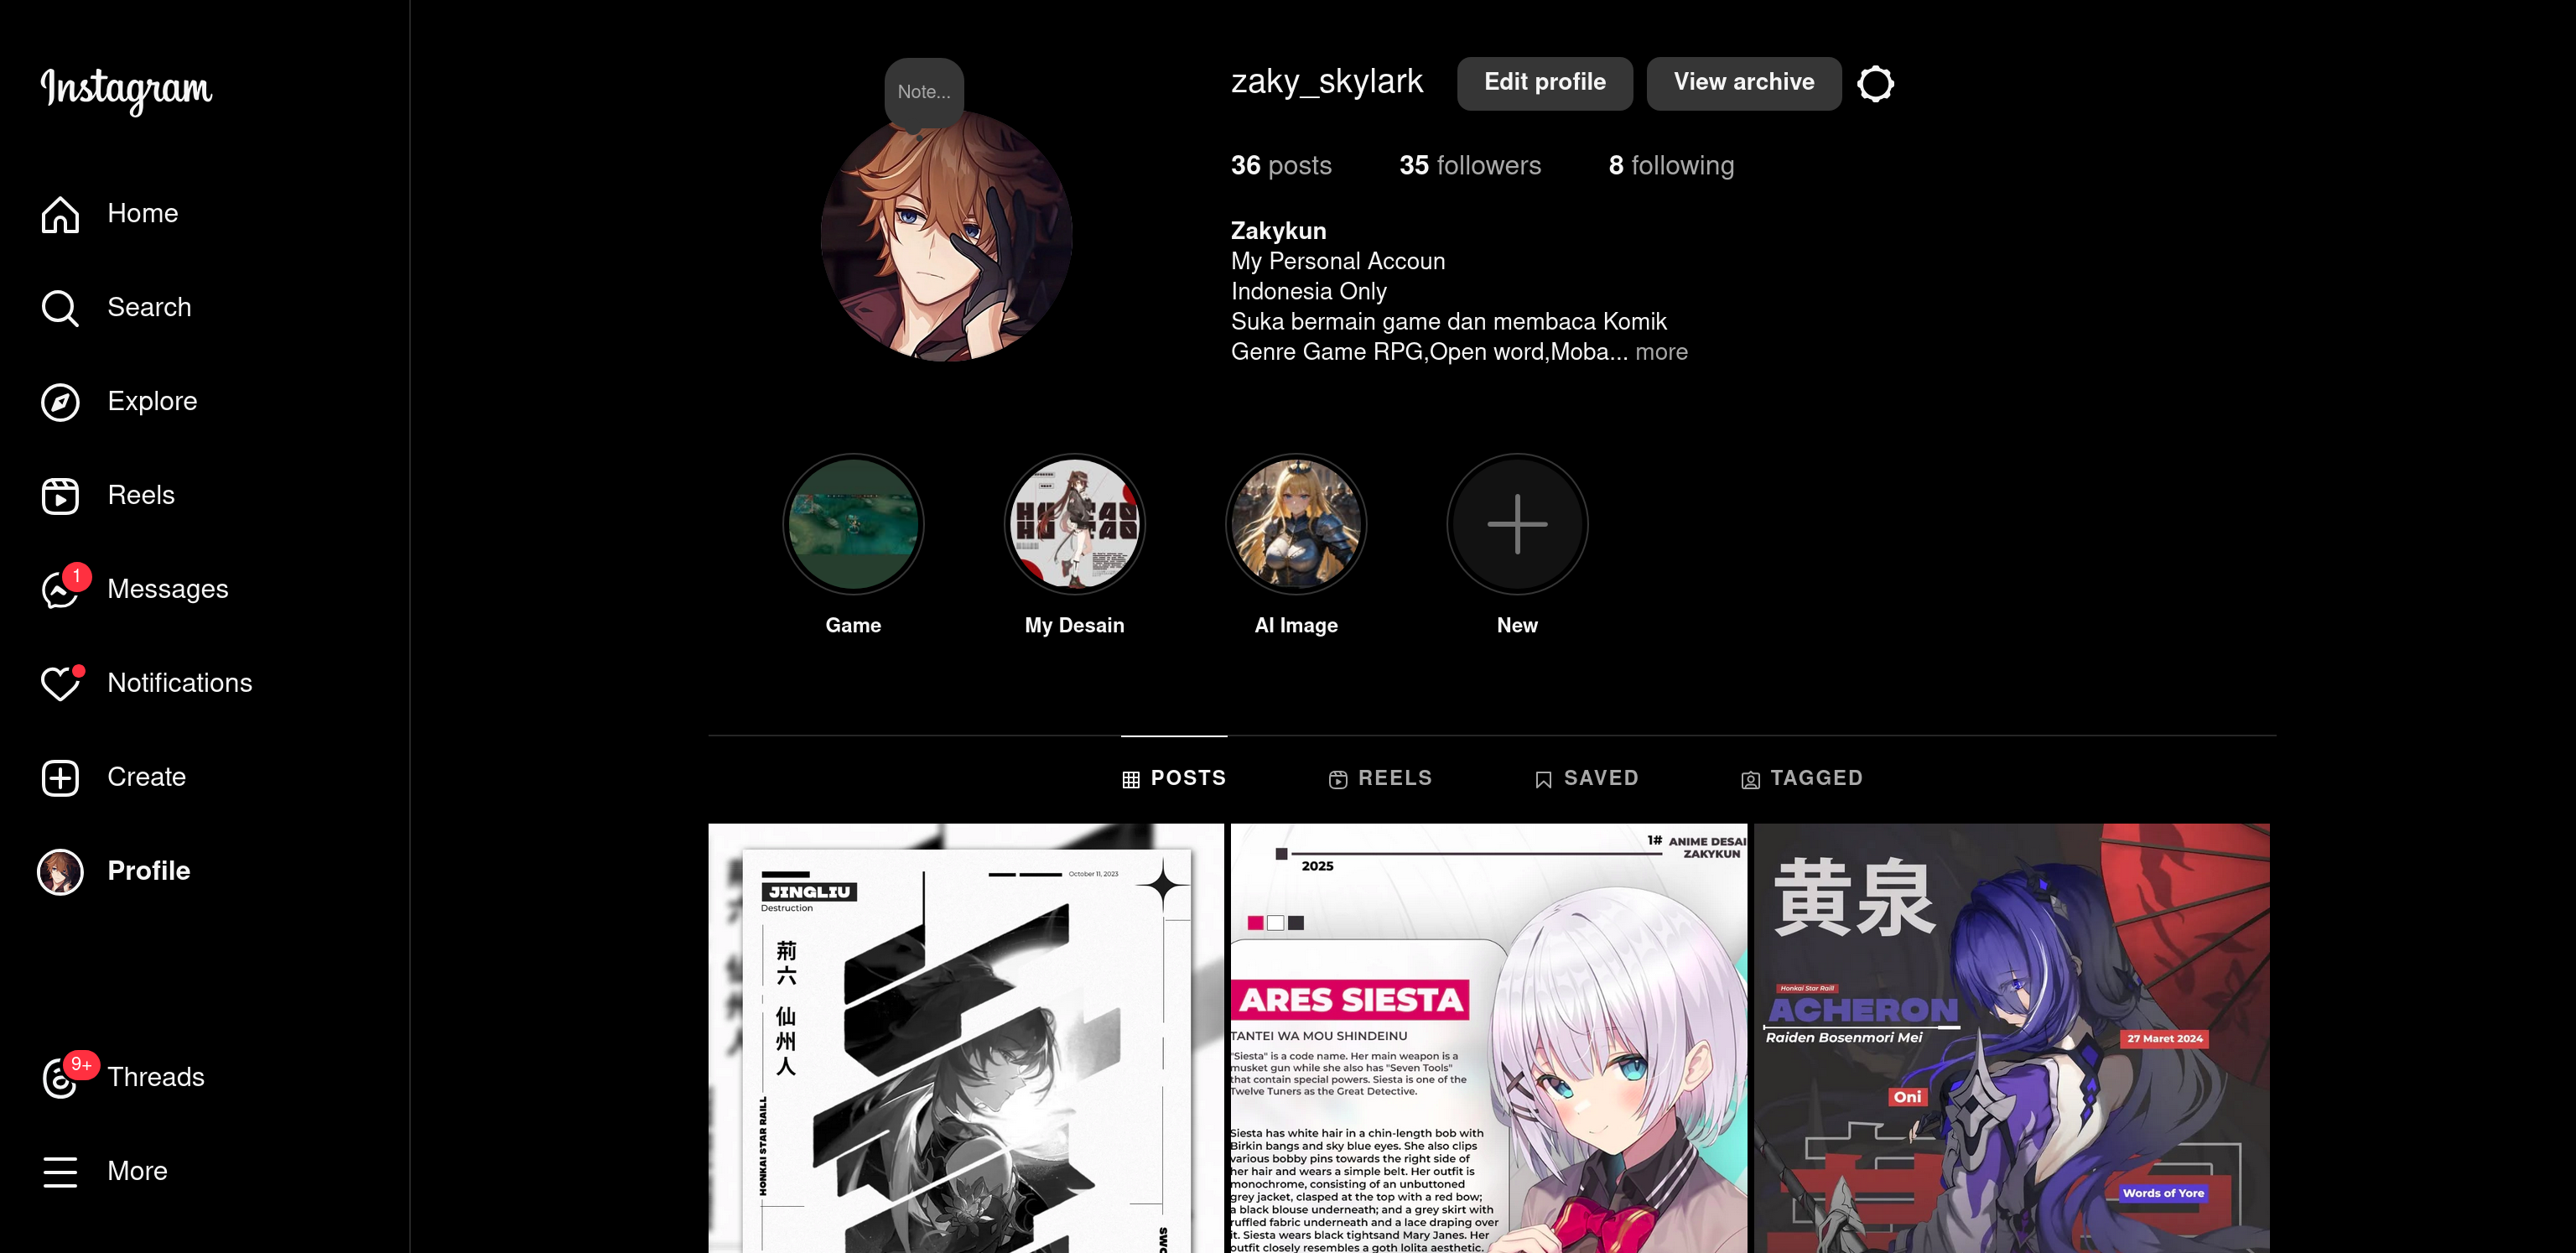 Instagram
Home
Search
Explore
Reels
1
Messages
Notifications
Create
Profile
9+
Threads
More
Note...
zaky_skylark
Edit profile
View archive
36 posts
35 followers
8 following
Zakykun
My Personal Accoun
Indonesia Only
Suka bermain game dan membaca Komik
Genre Game RPG,Open word,Moba... more
Game
My Desain
AI Image
New
POSTS
REELS
SAVED
TAGGED
JINGLIU
Destruction
October 11, 2023
荊六 仙州人
HONKAI STAR RAILL
2025
1# ANIME DESAI
ZAKYKUN
ARES SIESTA
TANTEI WA MOU SHINDEINU
"Siesta" is a code name. Her main weapon is a
musket gun while she also has "Seven Tools"
that contain special powers. Siesta is one of the
Twelve Tuners as the Great Detective.
Siesta has white hair in a chin-length bob with
Birkin bangs and sky blue eyes. She also clips
various bobby pins towards the right side of
her hair and wears a simple belt. Her outfit is
monochrome, consisting of an unbuttoned
grey jacket, clasped at the top with a red bow;
a black blouse underneath; and a grey skirt with
ruffled fabric underneath and a lace draping over
it. Siesta wears black tightsand Mary Janes. Her
outfit closely resembles a goth lolita aesthetic.
黄泉
Honkai Star Raill
ACHERON
Raiden Bosenmori Mei
27 Maret 2024
Oni
Words of Yore